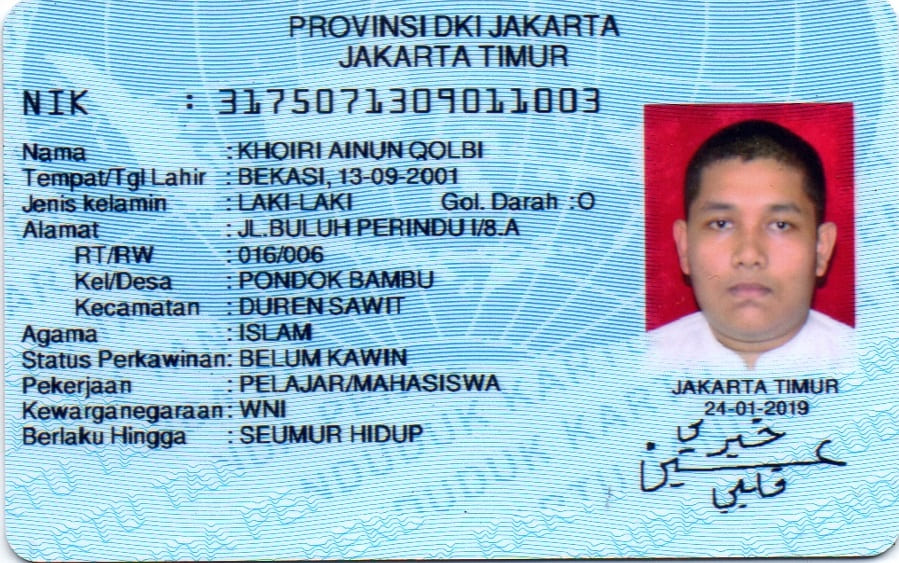 PROVINSI DKI JAKARTA
JAKARTA TIMUR
NIK : 3175071309011003
Nama : KHOIRI AINUN QOLBI
Tempat/Tgl Lahir : BEKASI, 13-09-2001
Jenis kelamin : LAKI-LAKI Gol. Darah :O
Alamat : JL.BULUH PERINDU I/8.A
RT/RW : 016/006
Kel/Desa : PONDOK BAMBU
Kecamatan : DUREN SAWIT
Agama : ISLAM
Status Perkawinan: BELUM KAWIN
Pekerjaan : PELAJAR/MAHASISWA
Kewarganegaraan: WNI
Berlaku Hingga : SEUMUR HIDUP
JAKARTA TIMUR
24-01-2019
خيري